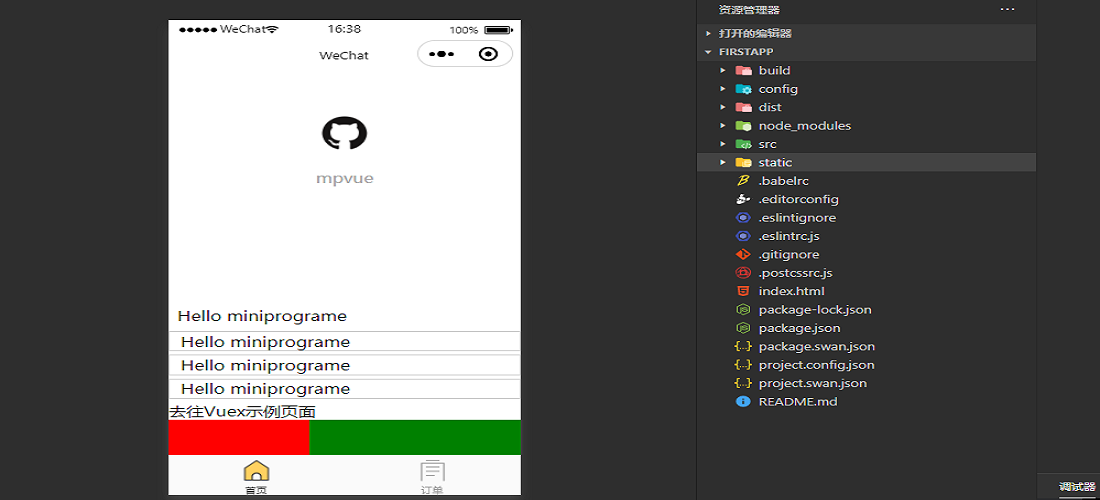 WeChat
16:38
100%
WeChat
mpvue
Hello miniprograme
Hello miniprograme
Hello miniprograme
Hello miniprograme
去往Vuex示例页面
首页
订单
资源管理器
打开的编辑器
FIRSTAPP
build
config
dist
node_modules
src
static
.babelrc
.editorconfig
.eslintignore
.eslintrc.js
.gitignore
.postcssrc.js
index.html
package-lock.json
package.json
package.swan.json
project.config.json
project.swan.json
README.md
调试器